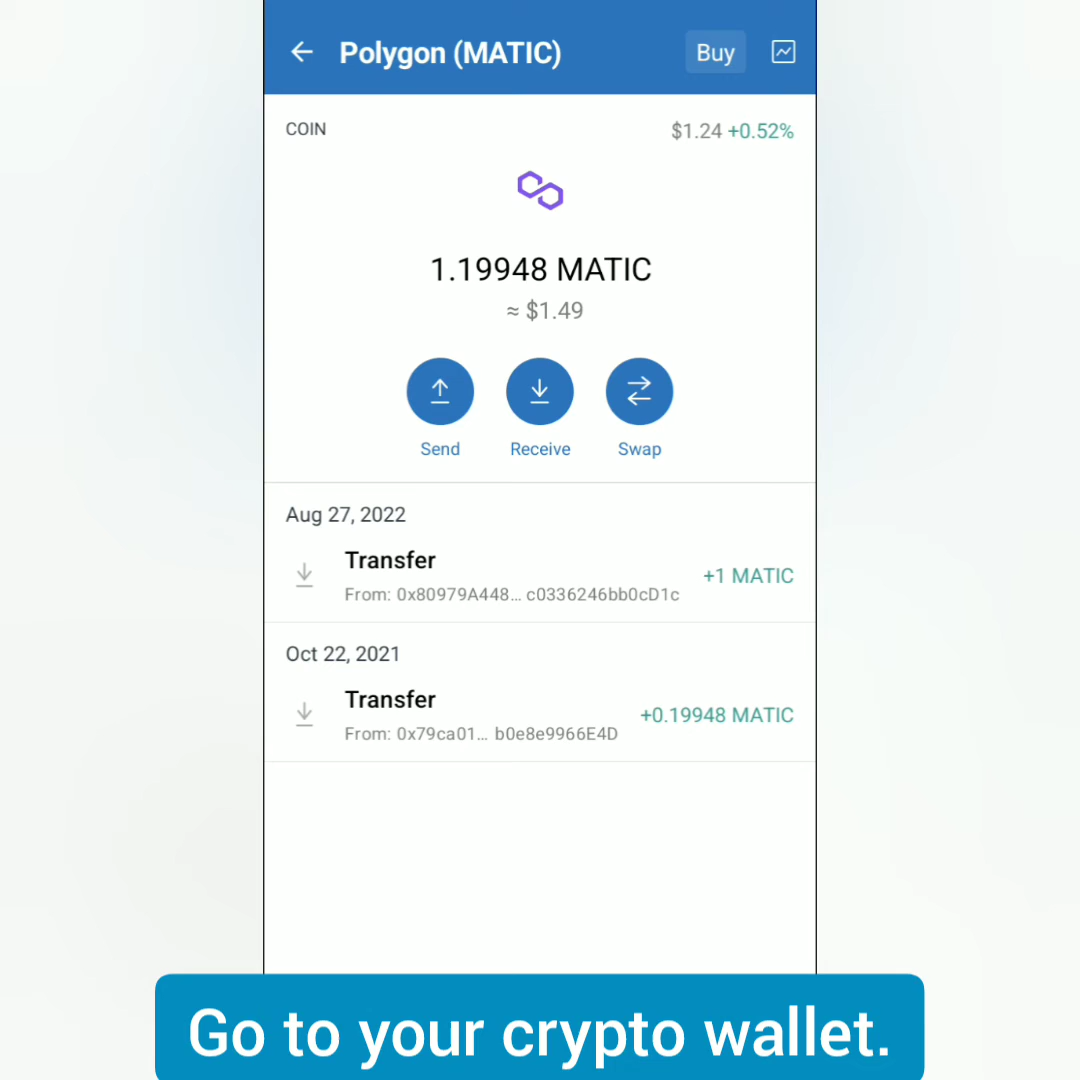 Polygon (MATIC)
Buy
COIN
$1.24 +0.52%
1.19948 MATIC
≈ $1.49
Send
Receive
Swap
Aug 27, 2022
Transfer
+1 MATIC
From: 0x80979A448... c0336246bb0cD1c
Oct 22, 2021
Transfer
+0.19948 MATIC
From: 0x79ca01... b0e8e9966E4D
Go to your crypto wallet.